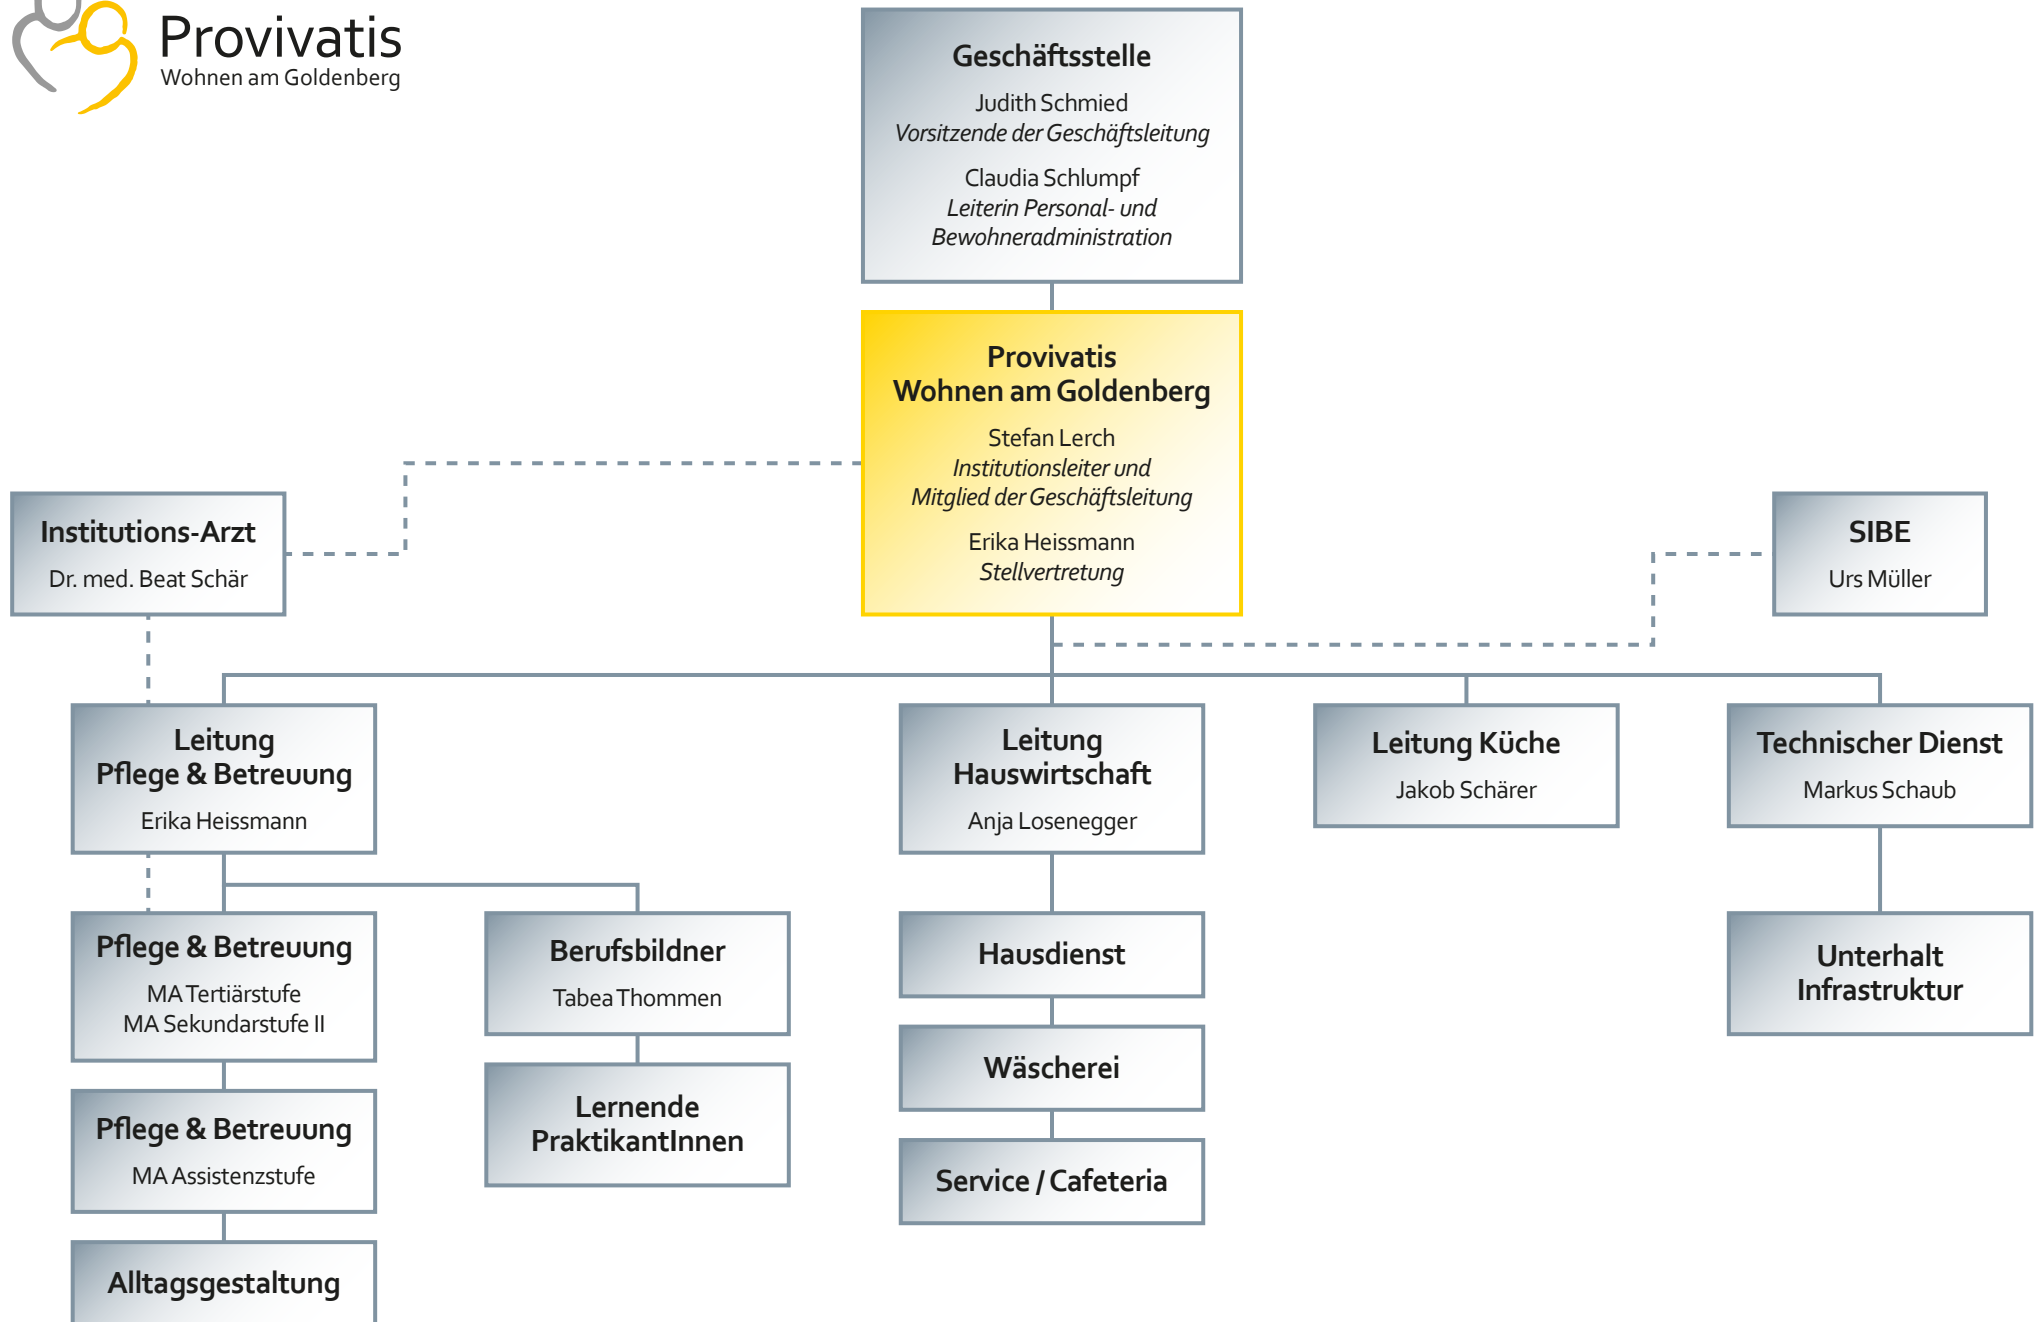 Provivatis
Wohnen am Goldenberg
Geschäftsstelle
Judith Schmied
Vorsitzende der Geschäftsleitung
Claudia Schlumpf
Leiterin Personal- und
Bewohneradministration
Provivatis
Wohnen am Goldenberg
Stefan Lerch
Institutionsleiter und
Mitglied der Geschäftsleitung
Erika Heissmann
Stellvertretung
Institutions-Arzt
Dr. med. Beat Schär
SIBE
Urs Müller
Leitung
Pflege & Betreuung
Erika Heissmann
Leitung
Hauswirtschaft
Anja Losenegger
Leitung Küche
Jakob Schärer
Technischer Dienst
Markus Schaub
Pflege & Betreuung
MA Tertiärstufe
MA Sekundarstufe II
Berufsbildner
Tabea Thommen
Hausdienst
Unterhalt
Infrastruktur
Wäscherei
Pflege & Betreuung
MA Assistenzstufe
Lernende
PraktikantInnen
Service / Cafeteria
Alltagsgestaltung